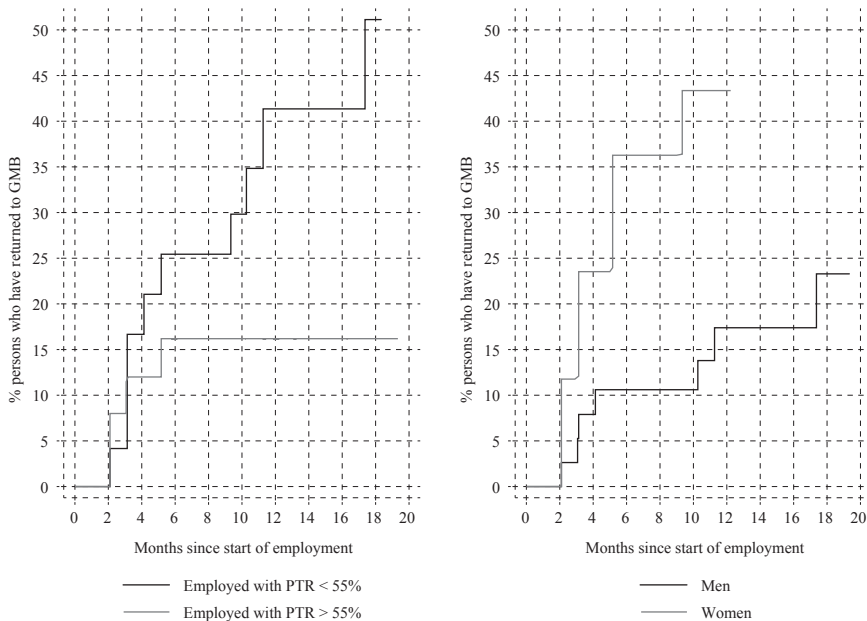 % persons who have returned to GMB
50
45
40
35
30
25
20
15
10
5
0
0 2 4 6 8 10 12 14 16 18 20
Months since start of employment
Employed with PTR < 55%
Employed with PTR > 55%
% persons who have returned to GMB
50
45
40
35
30
25
20
15
10
5
0
0 2 4 6 8 10 12 14 16 18 20
Months since start of employment
Men
Women